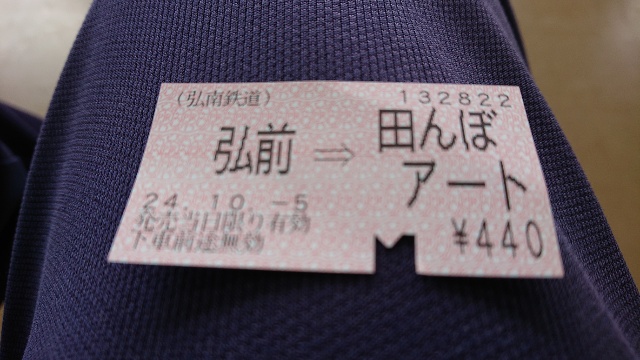 (弘南鉄道)
132822
弘前 ⇒ 田んぼ
アート
24.10.-5
¥440
発売当日限り有効
下車前途無効